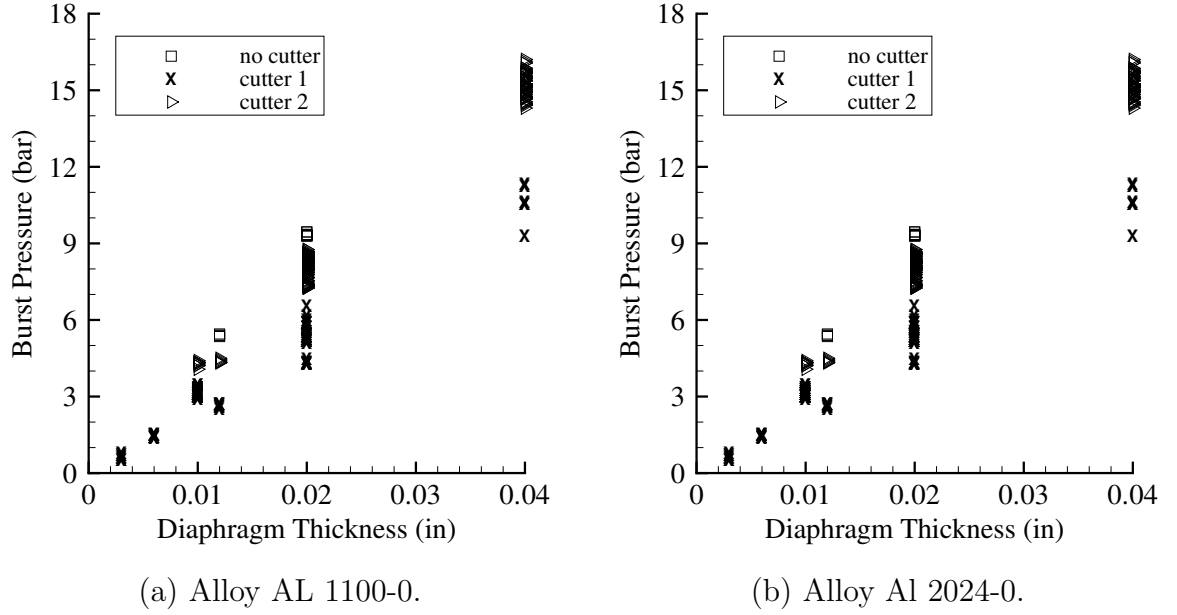 18
15
12
9
6
3
0
Burst Pressure (bar)
no cutter
cutter 1
cutter 2
0 0.01 0.02 0.03 0.04
Diaphragm Thickness (in)
(a) Alloy AL 1100-0.
18
15
12
9
6
3
0
Burst Pressure (bar)
no cutter
cutter 1
cutter 2
0 0.01 0.02 0.03 0.04
Diaphragm Thickness (in)
(b) Alloy Al 2024-0.